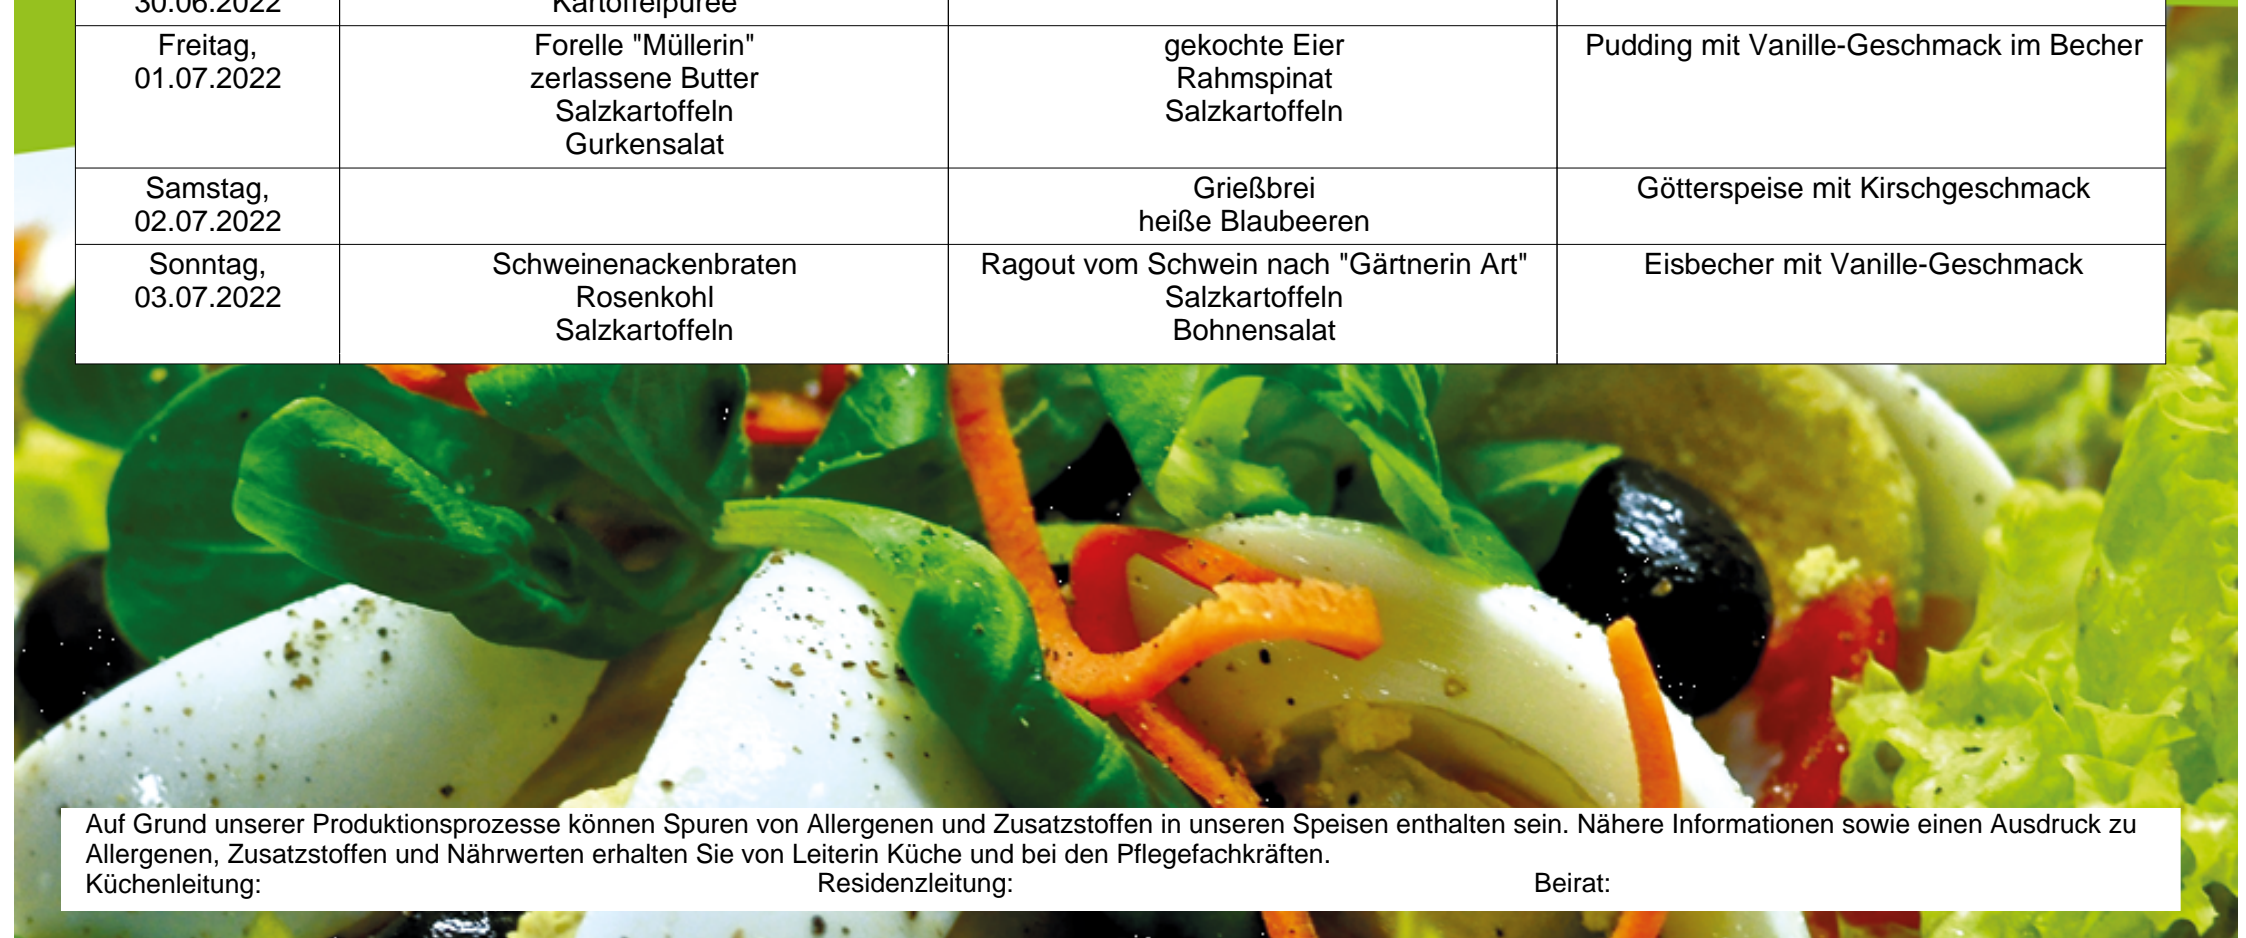 30.06.2022
Kartoffelpüree
Freitag,
01.07.2022
Forelle "Müllerin"
zerlassene Butter
Salzkartoffeln
Gurkensalat
gekochte Eier
Rahmspinat
Salzkartoffeln
Pudding mit Vanille-Geschmack im Becher
Samstag,
02.07.2022
Grießbrei
heiße Blaubeeren
Götterspeise mit Kirschgeschmack
Sonntag,
03.07.2022
Schweinenackenbraten
Rosenkohl
Salzkartoffeln
Ragout vom Schwein nach "Gärtnerin Art"
Salzkartoffeln
Bohnensalat
Eisbecher mit Vanille-Geschmack
Auf Grund unserer Produktionsprozesse können Spuren von Allergenen und Zusatzstoffen in unseren Speisen enthalten sein. Nähere Informationen sowie einen Ausdruck zu
Allergenen, Zusatzstoffen und Nährwerten erhalten Sie von Leiterin Küche und bei den Pflegefachkräften.
Küchenleitung: Residenzleitung: Beirat: